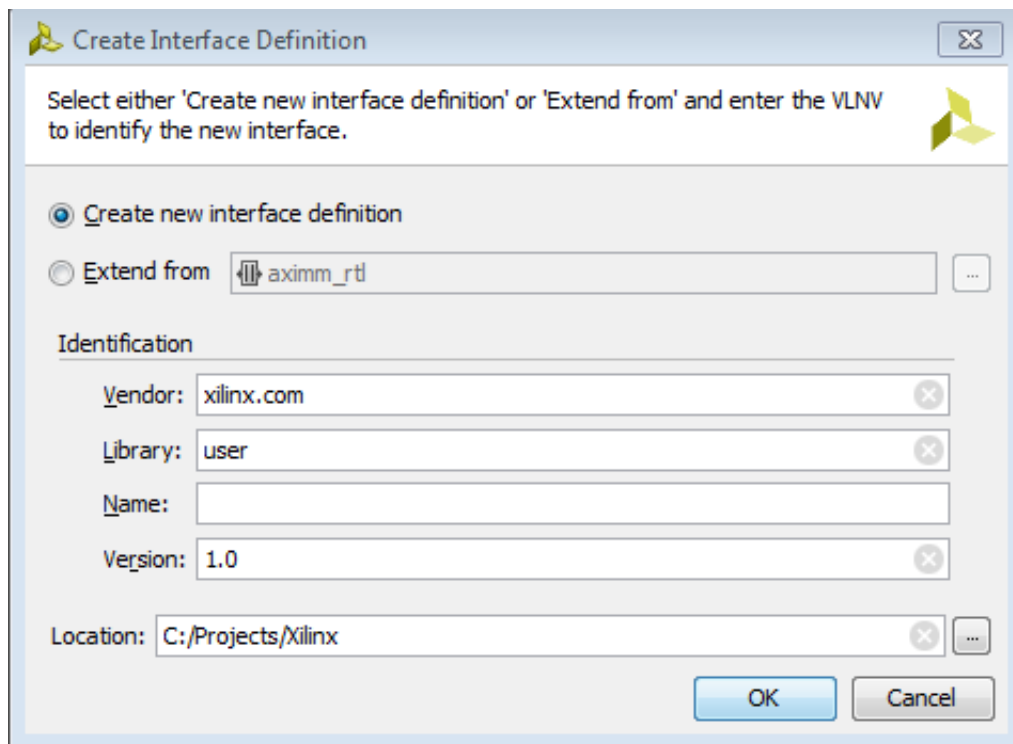 Create Interface Definition
Select either 'Create new interface definition' or 'Extend from' and enter the VLNV
to identify the new interface.
Create new interface definition
Extend from aximm_rtl ...
Identification
Vendor: xilinx.com
Library: user
Name:
Version: 1.0
Location: C:/Projects/Xilinx ...
OK Cancel